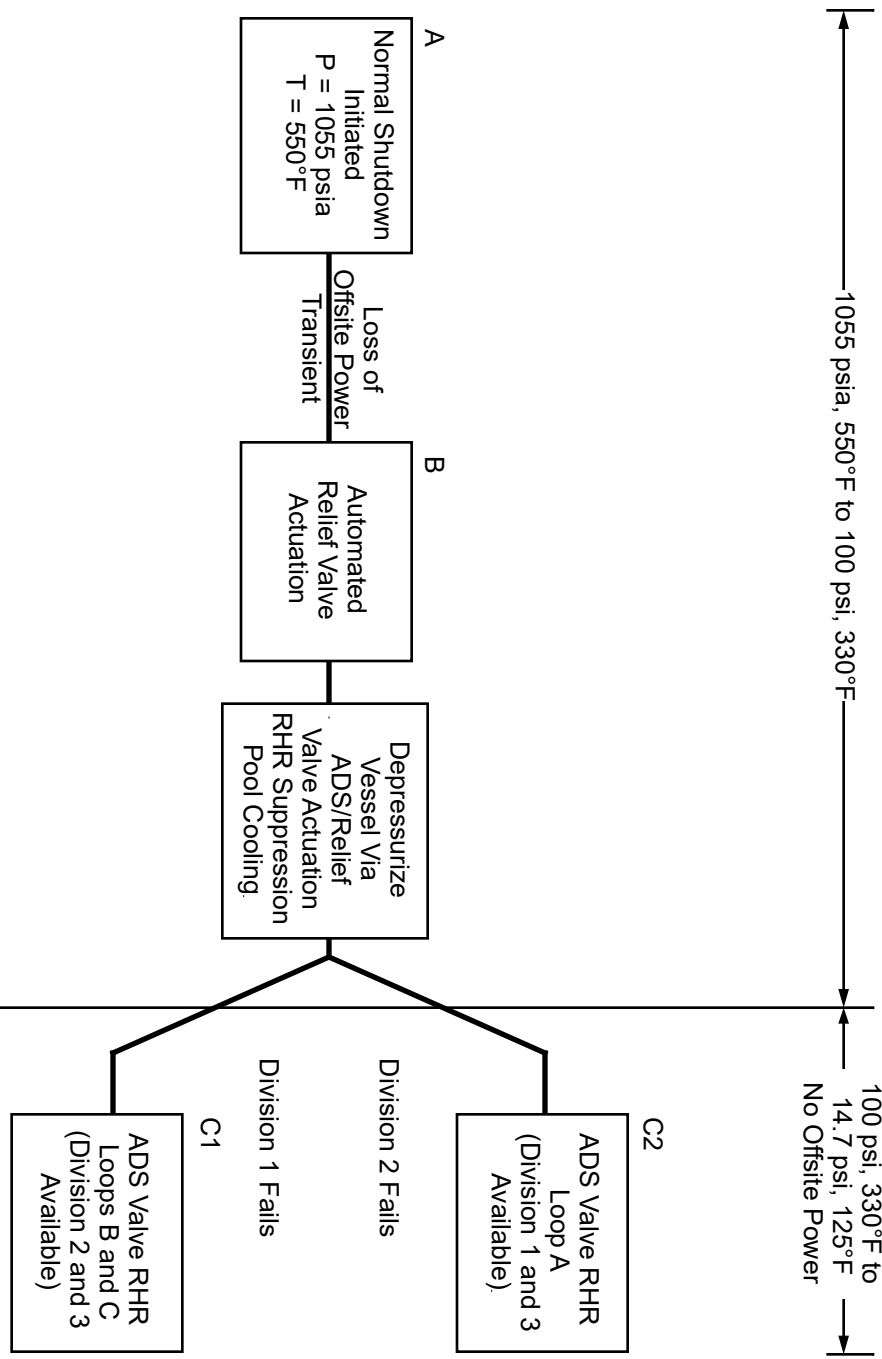 1055 psia, 550°F to 100 psi, 330°F
100 psi, 330°F to
14.7 psi, 125°F
No Offsite Power
A
Normal Shutdown
Initiated
P = 1055 psia
T = 550°F
Loss of
Offsite Power
Transient
B
Automated
Relief Valve
Actuation
Depressurize
Vessel Via
ADS/Relief
Valve Actuation
RHR Suppression
Pool Cooling.
C2
ADS Valve RHR
Loop A
(Division 1 and 3
Available).
Division 2 Fails
Division 1 Fails
C1
ADS Valve RHR
Loops B and C
(Division 2 and 3
Available)